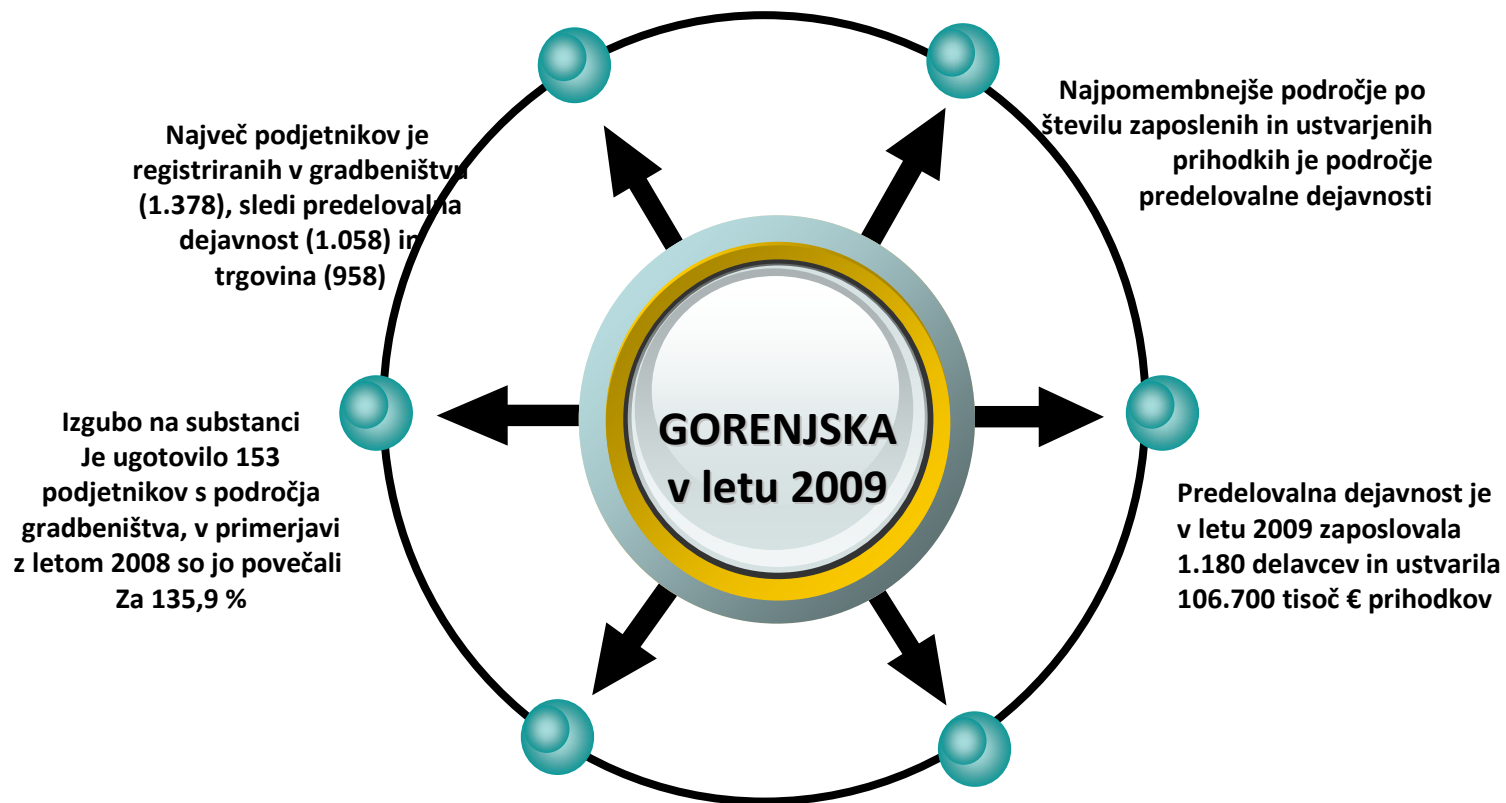 Največ podjetnikov je
registriranih v gradbeništvu
(1.378), sledi predelovalna
dejavnost (1.058) in
trgovina (958)
Najpomembnejše področje po
številu zaposlenih in ustvarjenih
prihodkih je področje
predelovalne dejavnosti
Izgubo na substanci
Je ugotovilo 153
podjetnikov s področja
gradbeništva, v primerjavi
z letom 2008 so jo povečali
Za 135,9 %
GORENJSKA
v letu 2009
Predelovalna dejavnost je
v letu 2009 zaposlovala
1.180 delavcev in ustvarila
106.700 tisoč € prihodkov